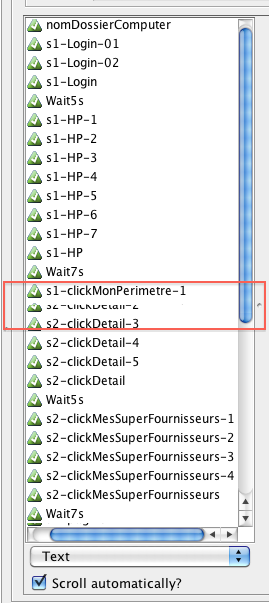 nomDossierComputer
s1-Login-01
s1-Login-02
s1-Login
Wait5s
s1-HP-1
s1-HP-2
s1-HP-3
s1-HP-4
s1-HP-5
s1-HP-6
s1-HP-7
s1-HP
Wait7s
s1-clickMonPerimetre-1
s2-clickDetail-2
s2-clickDetail-3
s2-clickDetail-4
s2-clickDetail-5
s2-clickDetail
Wait5s
s2-clickMesSuperFournisseurs-1
s2-clickMesSuperFournisseurs-2
s2-clickMesSuperFournisseurs-3
s2-clickMesSuperFournisseurs-4
s2-clickMesSuperFournisseurs
Wait7s
Text
Scroll automatically?